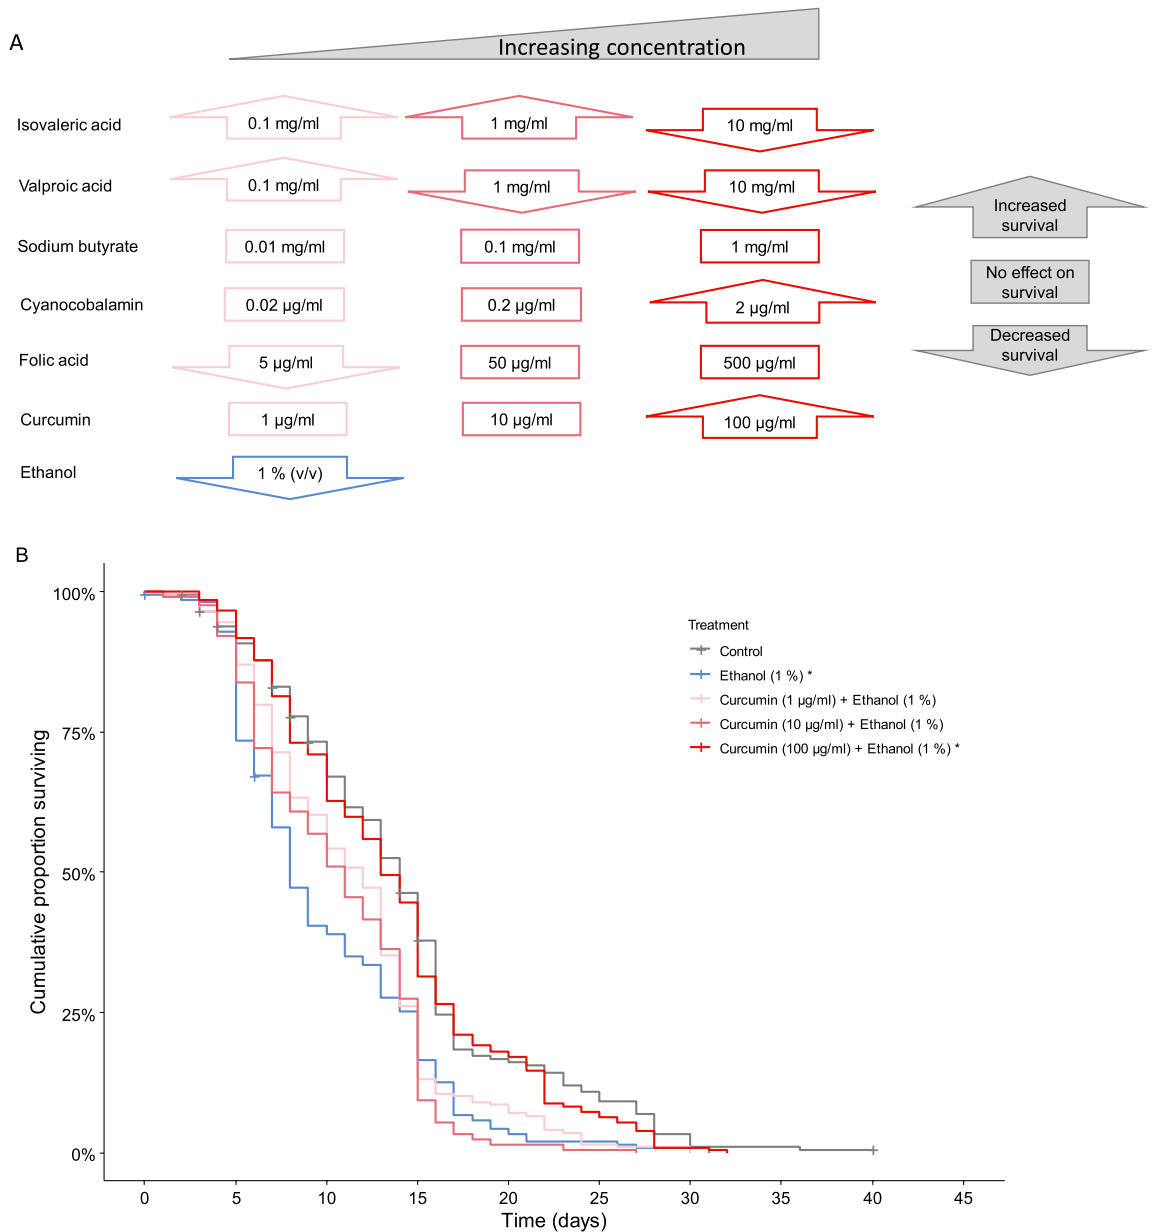 A
Increasing concentration
Isovaleric acid 0.1 mg/ml 1 mg/ml 10 mg/ml
Valproic acid 0.1 mg/ml 1 mg/ml 10 mg/ml
Sodium butyrate 0.01 mg/ml 0.1 mg/ml 1 mg/ml
Cyanocobalamin 0.02 µg/ml 0.2 µg/ml 2 µg/ml
Folic acid 5 µg/ml 50 µg/ml 500 µg/ml
Curcumin 1 µg/ml 10 µg/ml 100 µg/ml
Ethanol 1 % (v/v)
Increased
survival
No effect on
survival
Decreased
survival
B
Cumulative proportion surviving
100%
75%
50%
25%
0%
Treatment
Control
Ethanol (1 %) *
Curcumin (1 µg/ml) + Ethanol (1 %)
Curcumin (10 µg/ml) + Ethanol (1 %)
Curcumin (100 µg/ml) + Ethanol (1 %) *
0 5 10 15 20 25 30 35 40 45
Time (days)